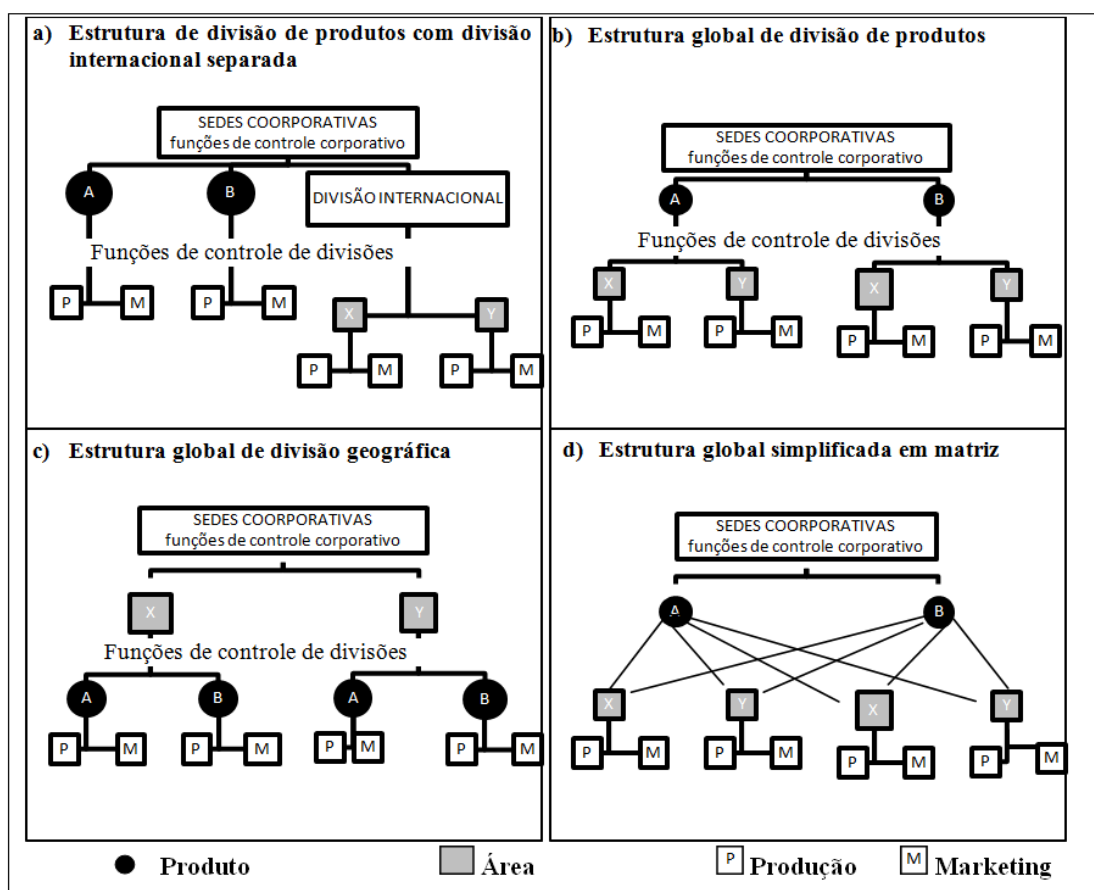 a) Estrutura de divisão de produtos com divisão
internacional separada
SEDES COORPORATIVAS
funções de controle corporativo
A
B
DIVISÃO INTERNACIONAL
Funções de controle de divisões
P M P M
X Y
P M P M
b) Estrutura global de divisão de produtos
SEDES COORPORATIVAS
funções de controle corporativo
A B
Funções de controle de divisões
X Y X Y
P M P M P M P M
c) Estrutura global de divisão geográfica
SEDES COORPORATIVAS
funções de controle corporativo
X Y
Funções de controle de divisões
A B A B
P M P M P M P M
d) Estrutura global simplificada em matriz
SEDES COORPORATIVAS
funções de controle corporativo
A B
X Y X Y
P M P M P M P M
Produto Área P Produção M Marketing